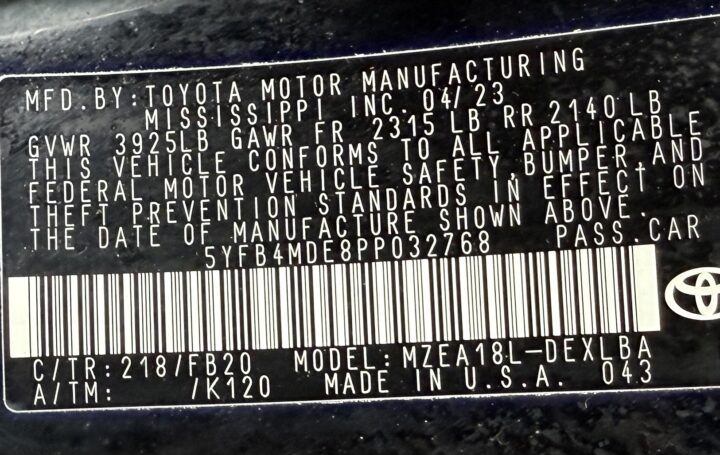 MFD.BY:TOYOTA MOTOR MANUFACTURING
MISSISSIPPI INC. 04/23
GVWR 3925LB GAWR FR 2315 LB RR 2140 LB
THIS VEHICLE CONFORMS TO ALL APPLICABLE
FEDERAL MOTOR VEHICLE SAFETY,BUMPER,AND
THEFT PREVENTION STANDARDS IN EFFECT ON
THE DATE OF MANUFACTURE SHOWN ABOVE.
5YFB4MDE8PP032768 PASS.CAR
C/TR:218/FB20 MODEL:MZEA18L-DEXLBA
A/TM: /K120 MADE IN U.S.A. 043